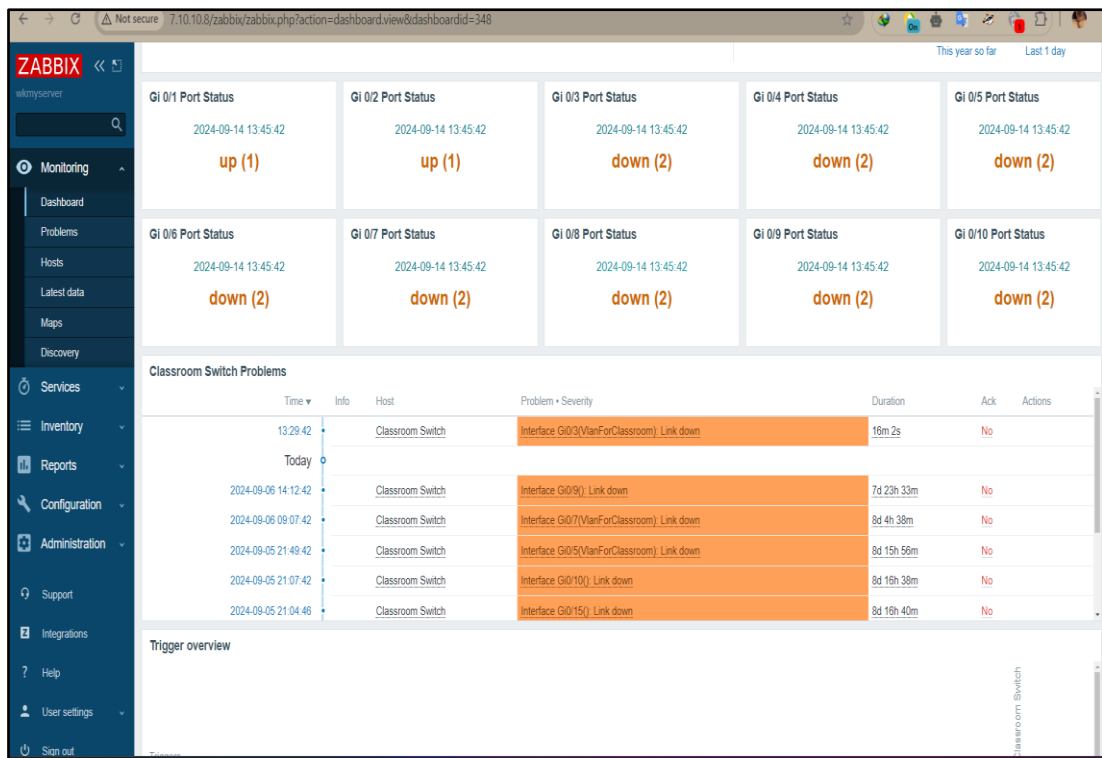 Not secure 7.10.10.8/zabbix/zabbix.php?action=dashboard.view&dashboardid=348
On
ZABBIX
wkmyserver
Monitoring
Dashboard
Problems
Hosts
Latest data
Maps
Discovery
Services
Inventory
Reports
Configuration
Administration
Support
Z Integrations
? Help
User settings
Sign out
This year so far Last 1 day
Gi 0/1 Port Status Gi 0/2 Port Status Gi 0/3 Port Status Gi 0/4 Port Status Gi 0/5 Port Status
2024-09-14 13:45:42 2024-09-14 13:45:42 2024-09-14 13:45:42 2024-09-14 13:45:42 2024-09-14 13:45:42
up (1) up (1) down (2) down (2) down (2)
Gi 0/6 Port Status Gi 0/7 Port Status Gi 0/8 Port Status Gi 0/9 Port Status Gi 0/10 Port Status
2024-09-14 13:45:42 2024-09-14 13:45:42 2024-09-14 13:45:42 2024-09-14 13:45:42 2024-09-14 13:45:42
down (2) down (2) down (2) down (2) down (2)
Classroom Switch Problems
Time ▼ Info Host Problem • Severity Duration Ack Actions
13:29:42 Classroom Switch Interface Gi0/3(VlanForClassroom): Link down 16m 2s No
Today
2024-09-06 14:12:42 Classroom Switch Interface Gi0/9(): Link down 7d 23h 33m No
2024-09-06 09:07:42 Classroom Switch Interface Gi0/7(VlanForClassroom): Link down 8d 4h 38m No
2024-09-05 21:49:42 Classroom Switch Interface Gi0/5(VlanForClassroom): Link down 8d 15h 56m No
2024-09-05 21:07:42 Classroom Switch Interface Gi0/10(): Link down 8d 16h 38m No
2024-09-05 21:04:46 Classroom Switch Interface Gi0/15(): Link down 8d 16h 40m No
Trigger overview
Classroom Switch
Triggers